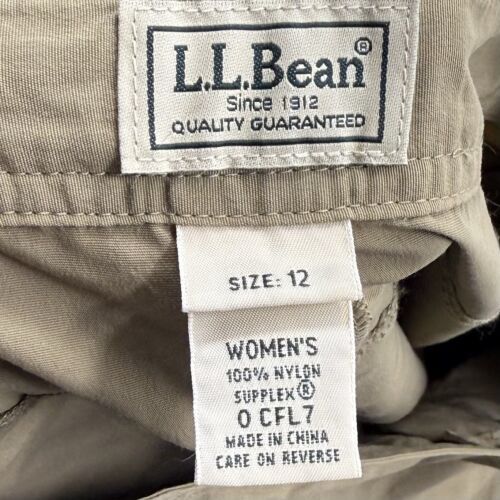 L.L.Bean®
Since 1912
QUALITY GUARANTEED
SIZE: 12
WOMEN'S
100% NYLON
SUPPLEX®
0 CFL7
MADE IN CHINA
CARE ON REVERSE